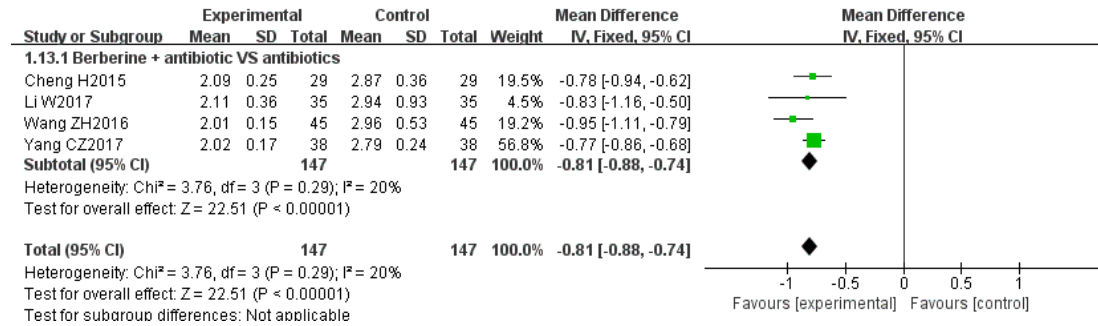 Experimental Control Mean Difference Mean Difference
Study or Subgroup Mean SD Total Mean SD Total Weight IV, Fixed, 95% CI IV, Fixed, 95% CI
1.13.1 Berberine + antibiotic VS antibiotics
Cheng H2015 2.09 0.25 29 2.87 0.36 29 19.5% -0.78 [-0.94, -0.62]
Li W2017 2.11 0.36 35 2.94 0.93 35 4.5% -0.83 [-1.16, -0.50]
Wang ZH2016 2.01 0.15 45 2.96 0.53 45 19.2% -0.95 [-1.11, -0.79]
Yang CZ2017 2.02 0.17 38 2.79 0.24 38 56.8% -0.77 [-0.86, -0.68]
Subtotal (95% CI) 147 147 100.0% -0.81 [-0.88, -0.74]
Heterogeneity: Chi² = 3.76, df = 3 (P = 0.29); I² = 20%
Test for overall effect: Z = 22.51 (P < 0.00001)
Total (95% CI) 147 147 100.0% -0.81 [-0.88, -0.74]
Heterogeneity: Chi² = 3.76, df = 3 (P = 0.29); I² = 20%
Test for overall effect: Z = 22.51 (P < 0.00001)
Test for subgroup differences: Not applicable
-1 -0.5 0 0.5 1
Favours [experimental] Favours [control]